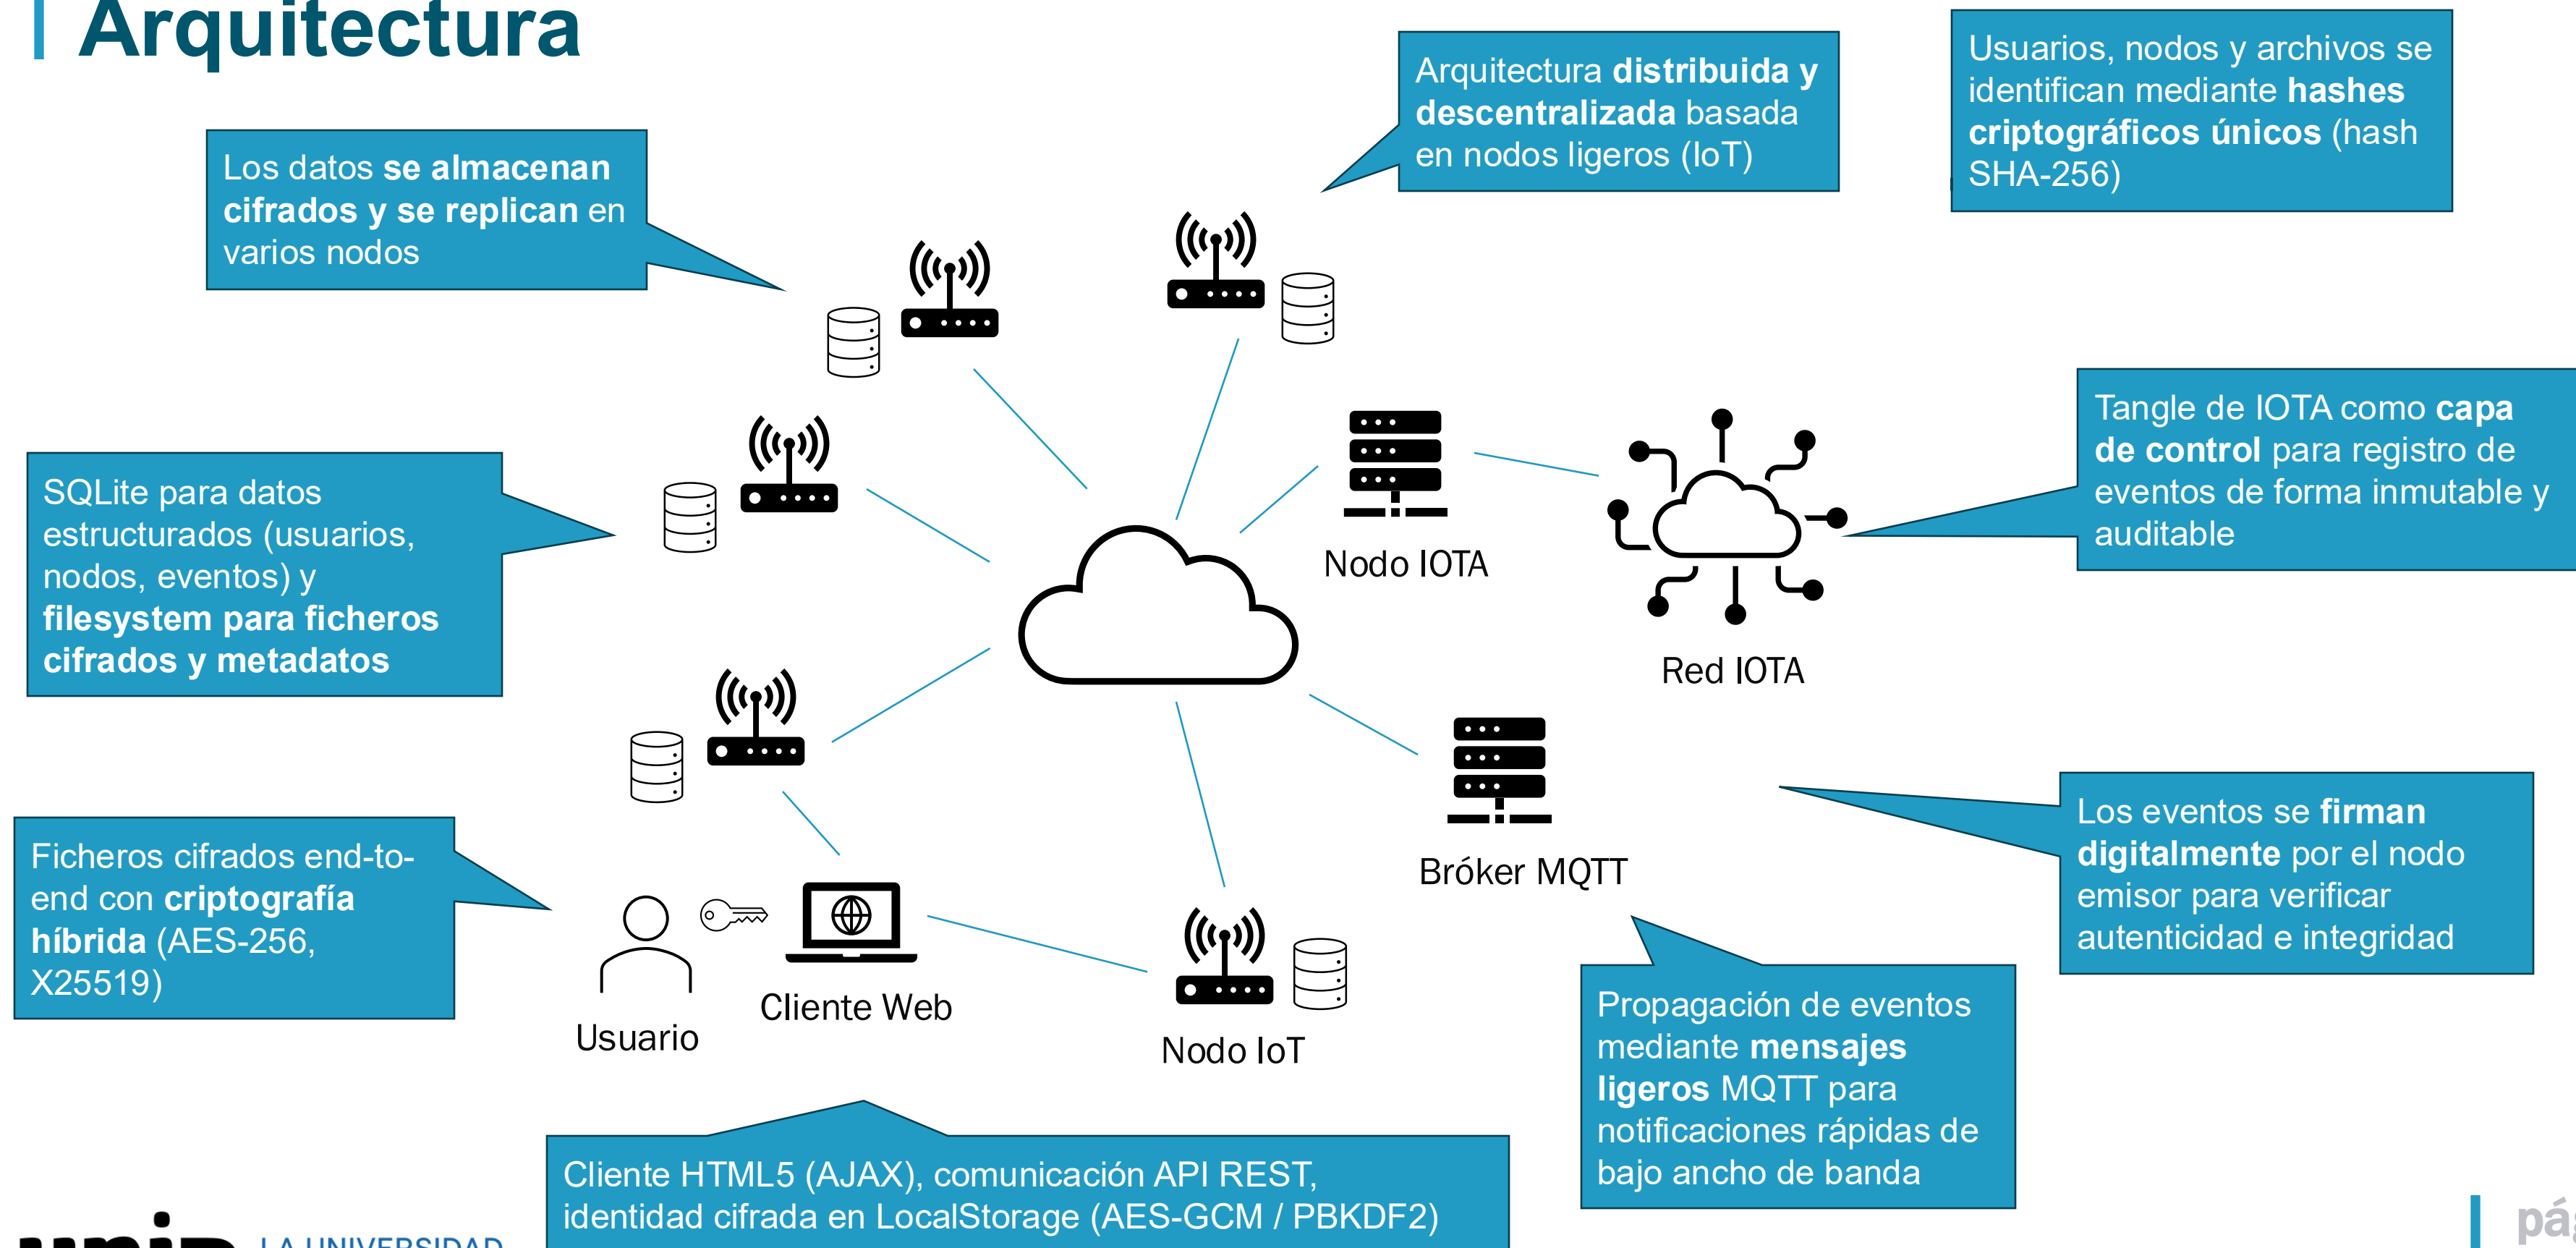 Arquitectura
Arquitectura distribuida y
descentralizada basada
en nodos ligeros (IoT)
Usuarios, nodos y archivos se
identifican mediante hashes
criptográficos únicos (hash
SHA-256)
Los datos se almacenan
cifrados y se replican en
varios nodos
Tangle de IOTA como capa
de control para registro de
eventos de forma inmutable y
auditable
SQLite para datos
estructurados (usuarios,
nodos, eventos) y
filesystem para ficheros
cifrados y metadatos
Nodo IOTA
Red IOTA
Bróker MQTT
Los eventos se firman
digitalmente por el nodo
emisor para verificar
autenticidad e integridad
Ficheros cifrados end-to-
end con criptografía
híbrida (AES-256,
X25519)
Usuario
Cliente Web
Nodo IoT
Propagación de eventos
mediante mensajes
ligeros MQTT para
notificaciones rápidas de
bajo ancho de banda
Cliente HTML5 (AJAX), comunicación API REST,
identidad cifrada en LocalStorage (AES-GCM / PBKDF2)
unir LA UNIVERSIDAD
pág